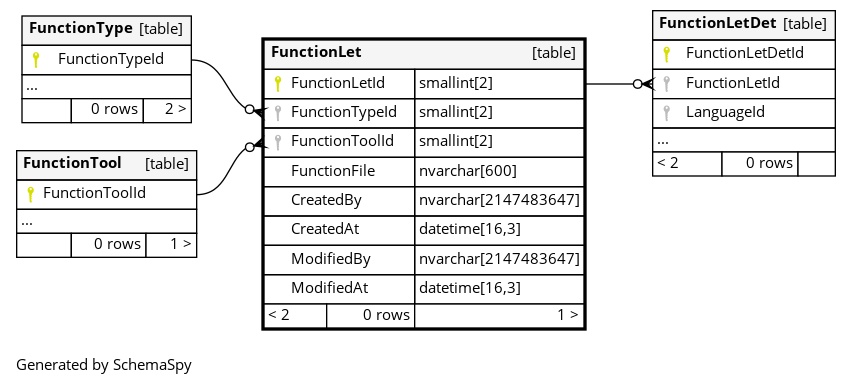 FunctionType [table]
FunctionTypeId
...
0 rows 2 >
FunctionTool [table]
FunctionToolId
...
0 rows 1 >
FunctionLet [table]
FunctionLetId smallint[2]
FunctionTypeId smallint[2]
FunctionToolId smallint[2]
FunctionFile nvarchar[600]
CreatedBy nvarchar[2147483647]
CreatedAt datetime[16,3]
ModifiedBy nvarchar[2147483647]
ModifiedAt datetime[16,3]
< 2 0 rows 1 >
FunctionLetDet [table]
FunctionLetDetId
FunctionLetId
LanguageId
...
< 2 0 rows
Generated by SchemaSpy